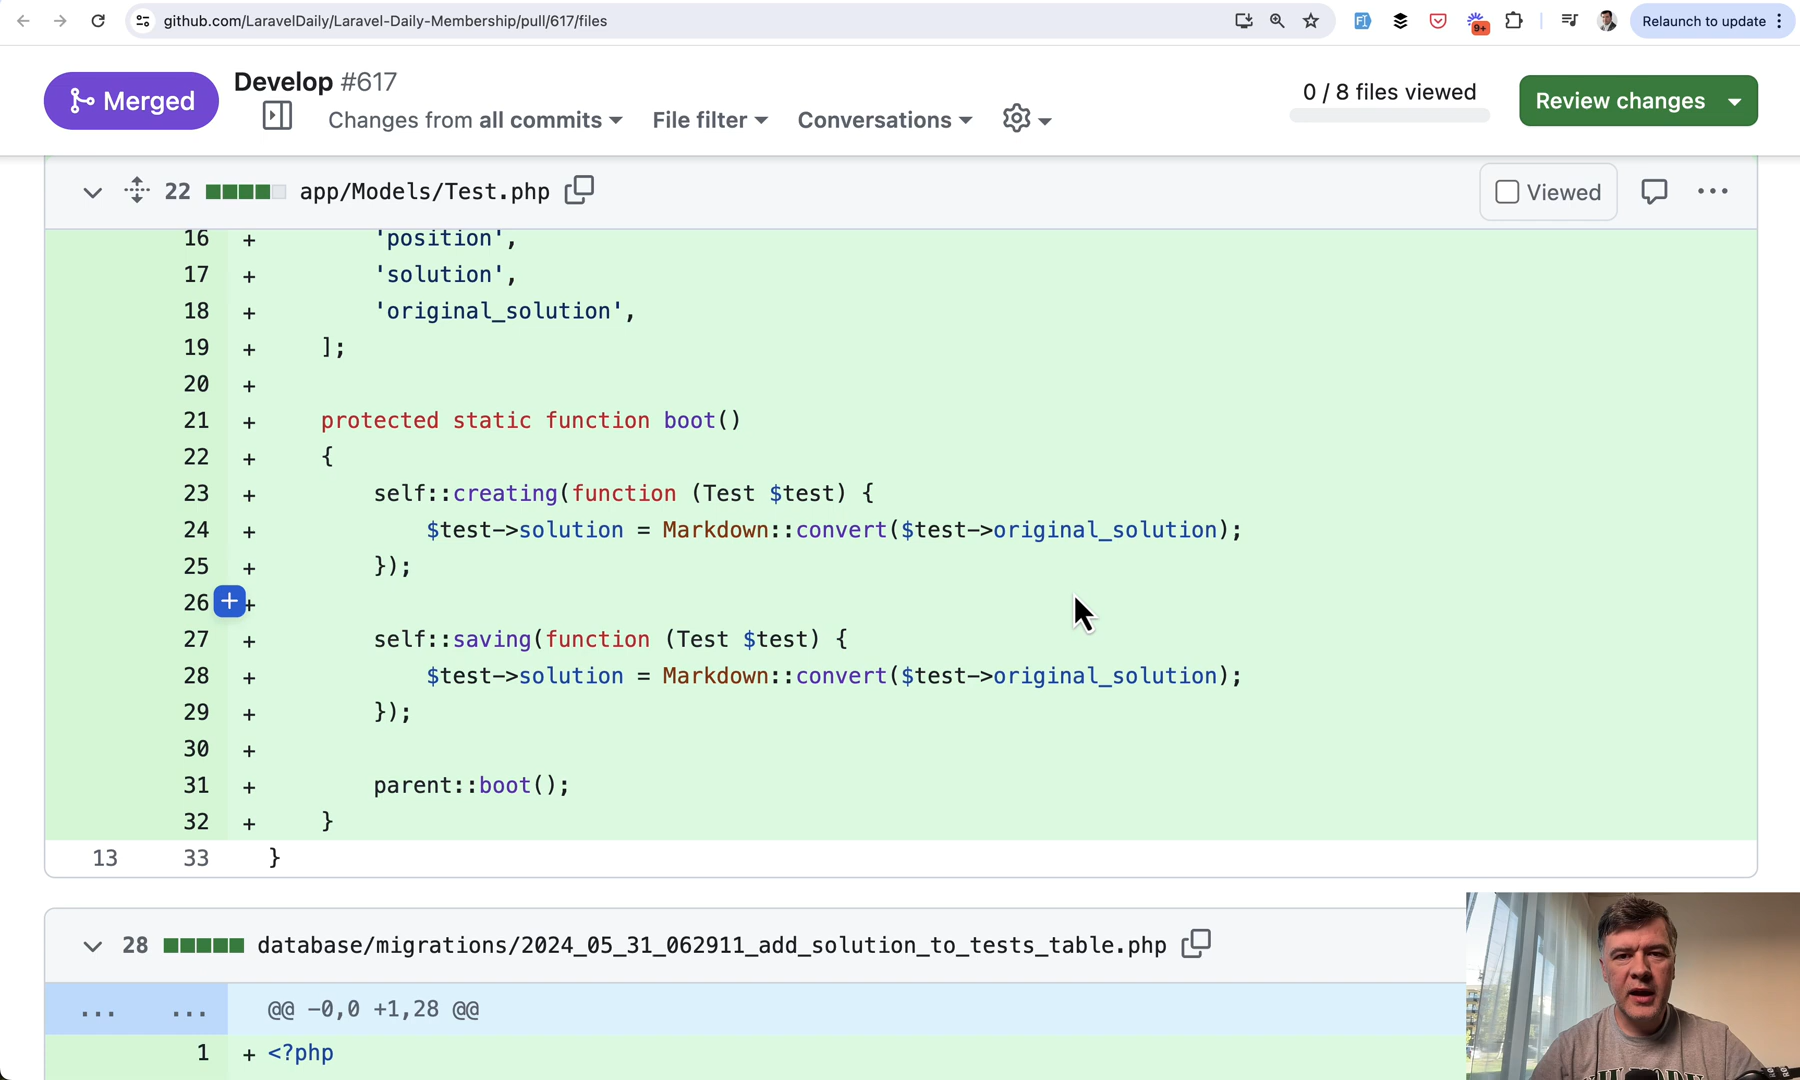 github.com/LaravelDaily/Laravel-Daily-Membership/pull/617/files
9+
Relaunch to update
Merged
Develop #617
Changes from all commits
File filter
Conversations
0 / 8 files viewed
Review changes
22
app/Models/Test.php
Viewed
16 + 'position',
17 + 'solution',
18 + 'original_solution',
19 + ];
20 +
21 + protected static function boot()
22 + {
23 + self::creating(function (Test $test) {
24 + $test->solution = Markdown::convert($test->original_solution);
25 + });
26 +
27 + self::saving(function (Test $test) {
28 + $test->solution = Markdown::convert($test->original_solution);
29 + });
30 +
31 + parent::boot();
32 + }
13 33 }
28 database/migrations/2024_05_31_062911_add_solution_to_tests_table.php
... ... @@ -0,0 +1,28 @@
1 + <?php